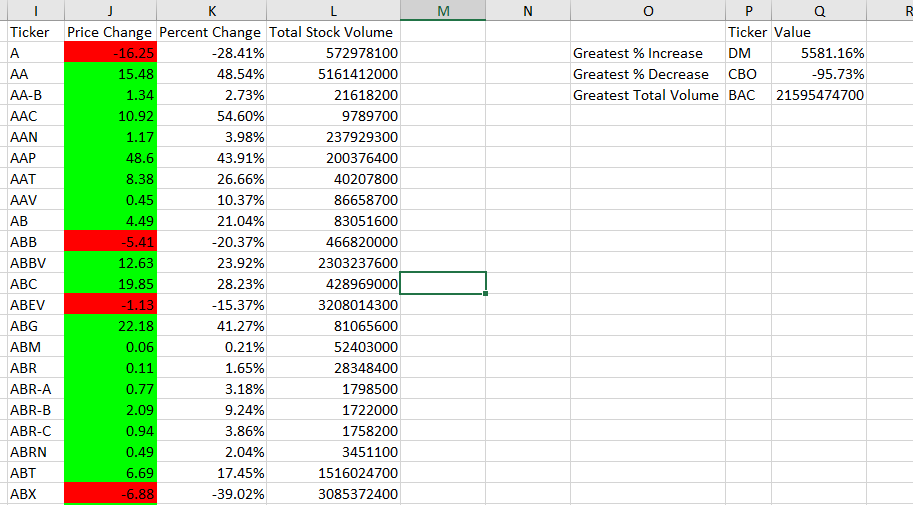 I J K L M N O P Q R
Ticker Price Change Percent Change Total Stock Volume Ticker Value
A -16.25 -28.41% 572978100 Greatest % Increase DM 5581.16%
AA 15.48 48.54% 5161412000 Greatest % Decrease CBO -95.73%
AA-B 1.34 2.73% 21618200 Greatest Total Volume BAC 21595474700
AAC 10.92 54.60% 9789700
AAN 1.17 3.98% 237929300
AAP 48.6 43.91% 200376400
AAT 8.38 26.66% 40207800
AAV 0.45 10.37% 86658700
AB 4.49 21.04% 83051600
ABB -5.41 -20.37% 466820000
ABBV 12.63 23.92% 2303237600
ABC 19.85 28.23% 428969000
ABEV -1.13 -15.37% 3208014300
ABG 22.18 41.27% 81065600
ABM 0.06 0.21% 52403000
ABR 0.11 1.65% 28348400
ABR-A 0.77 3.18% 1798500
ABR-B 2.09 9.24% 1722000
ABR-C 0.94 3.86% 1758200
ABRN 0.49 2.04% 3451100
ABT 6.69 17.45% 1516024700
ABX -6.88 -39.02% 3085372400